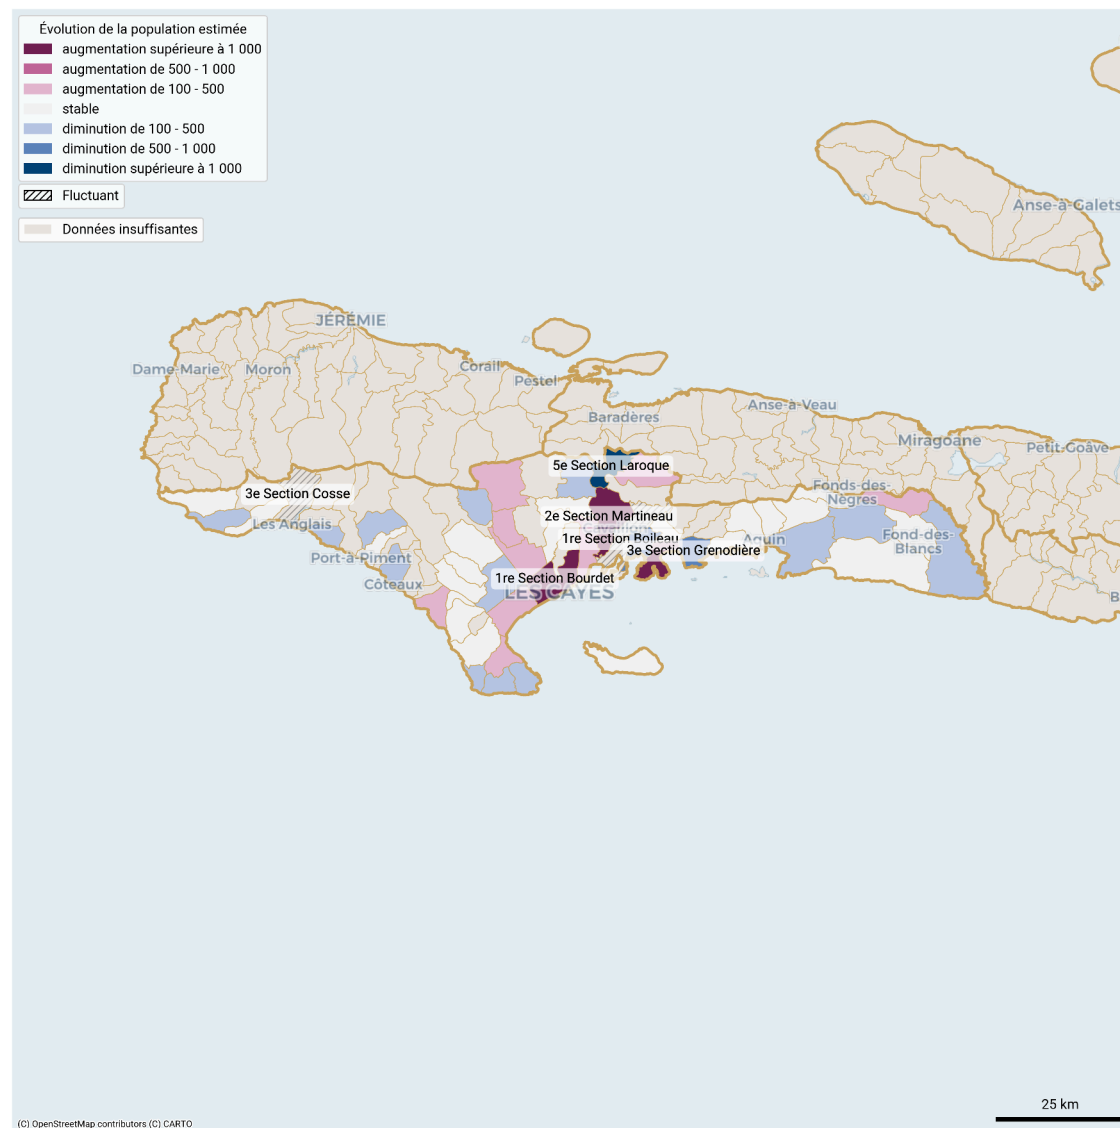 Évolution de la population estimée
augmentation supérieure à 1 000
augmentation de 500 - 1 000
augmentation de 100 - 500
stable
diminution de 100 - 500
diminution de 500 - 1 000
diminution supérieure à 1 000
Fluctuant
Données insuffisantes
Anse-à-Galets
JÉRÉMIE
Dame-Marie
Moron
Corail
Pestel
Baradères
Anse-à-Veau
Miragoane
Petit-Goâve
5e Section Laroque
3e Section Cosse
Fonds-des-
Nègres
2e Section Martineau
Les Anglais
1re Section Boileau
Aquin
Fond-des-
Blancs
3e Section Grenodière
Port-à-Piment
Côteaux
1re Section Bourdet
LES CAYES
B
25 km
(C) OpenStreetMap contributors (C) CARTO